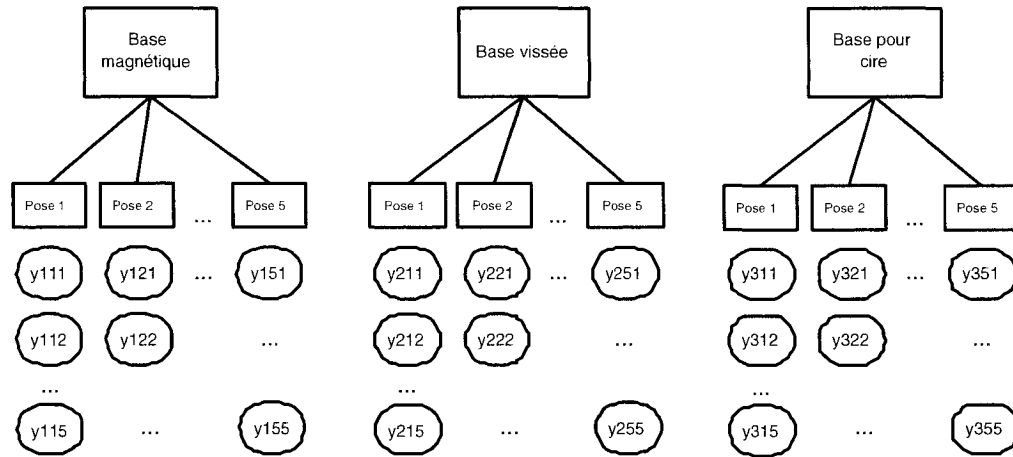 Base magnétique
Base vissée
Base pour cire
Pose 1 Pose 2 ... Pose 5 Pose 1 Pose 2 ... Pose 5 Pose 1 Pose 2 ... Pose 5
y111 y121 ... y151 y211 y221 ... y251 y311 y321 ... y351
y112 y122 ... y212 y222 ... y312 y322 ...
... ... ...
y115 ... y155 y215 ... y255 y315 ... y355